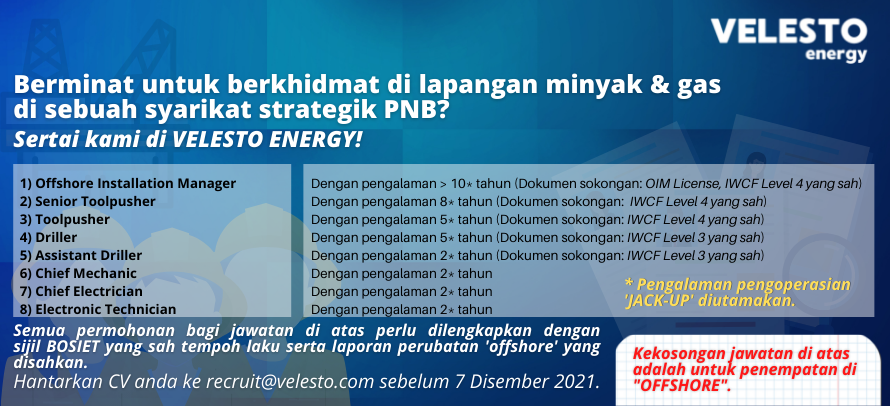 VELESTO
energy
Berminat untuk berkhidmat di lapangan minyak & gas
di sebuah syarikat strategik PNB?
Sertai kami di VELESTO ENERGY!
1) Offshore Installation Manager
2) Senior Toolpusher
3) Toolpusher
4) Driller
5) Assistant Driller
6) Chief Mechanic
7) Chief Electrician
8) Electronic Technician
Dengan pengalaman > 10* tahun (Dokumen sokongan: OIM License, IWCF Level 4 yang sah)
Dengan pengalaman 8* tahun (Dokumen sokongan: IWCF Level 4 yang sah)
Dengan pengalaman 5* tahun (Dokumen sokongan: IWCF Level 4 yang sah)
Dengan pengalaman 5* tahun (Dokumen sokongan: IWCF Level 3 yang sah)
Dengan pengalaman 2* tahun (Dokumen sokongan: IWCF Level 3 yang sah)
Dengan pengalaman 2* tahun
Dengan pengalaman 2* tahun
Dengan pengalaman 2* tahun
* Pengalaman pengoperasian
'JACK-UP' diutamakan.
Semua permohonan bagi jawatan di atas perlu dilengkapkan dengan
sijil BOSIET yang sah tempoh laku serta laporan perubatan 'offshore' yang
disahkan.
Hantarkan CV anda ke recruit@velesto.com sebelum 7 Disember 2021.
Kekosongan jawatan di atas
adalah untuk penempatan di
"OFFSHORE".